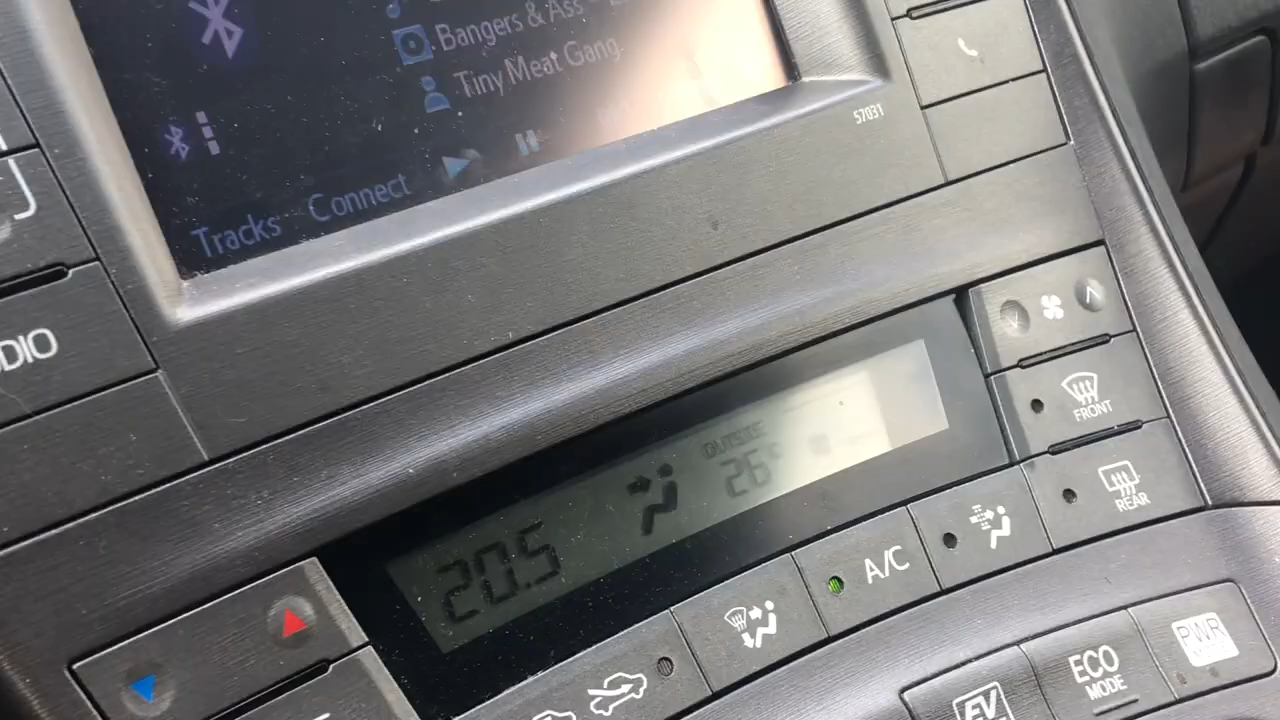 Bangers & Ass
Tiny Meat Gang
Tracks
Connect
57031
DIO
OUTSIDE
26°
20.5
FRONT
REAR
A/C
EV
ECO
MODE
PWR